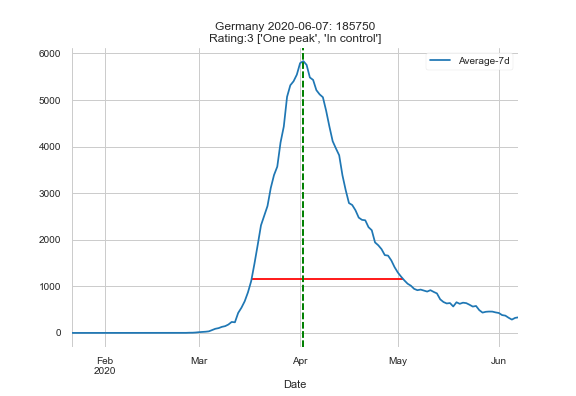 Germany 2020-06-07: 185750
Rating:3 ['One peak', 'In control']
Average-7d
6000
5000
4000
3000
2000
1000
0
Feb
2020
Mar
Apr
May
Jun
Date